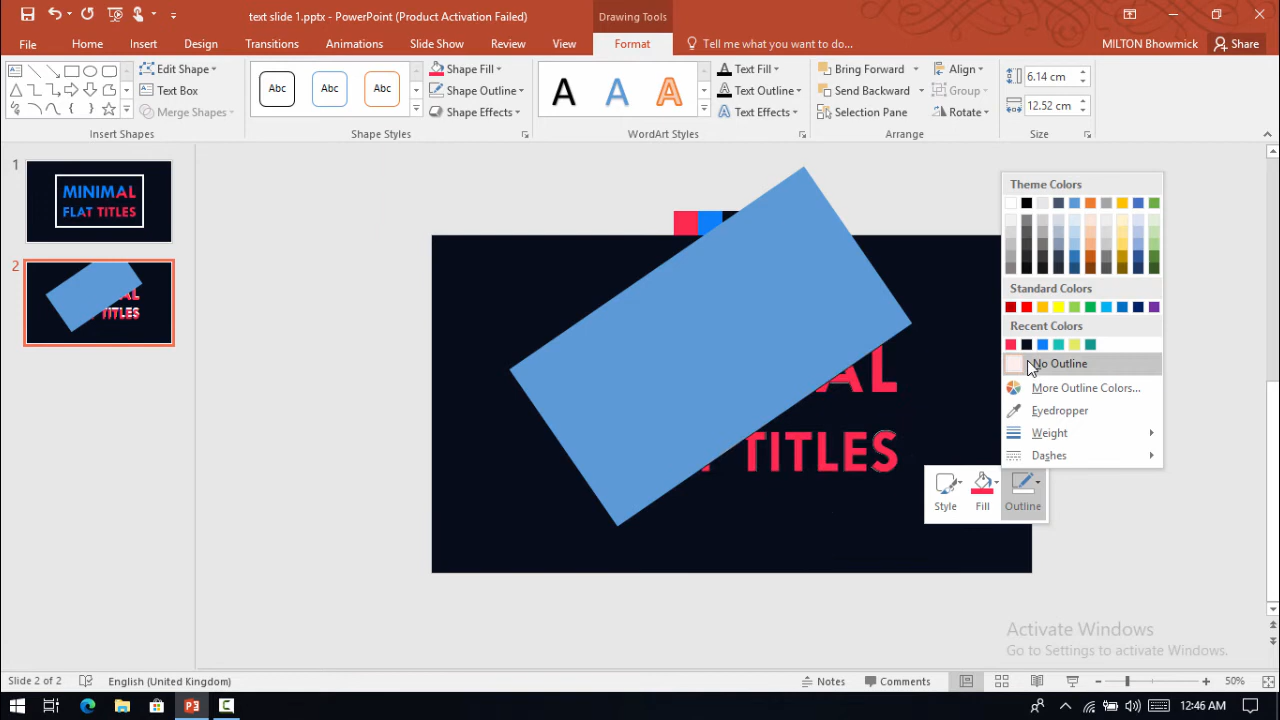 text slide 1.pptx - PowerPoint (Product Activation Failed)
Drawing Tools
File Home Insert Design Transitions Animations Slide Show Review View Format Tell me what you want to do... MILTON Bhowmick Share
Edit Shape
Text Box
Merge Shapes
Insert Shapes
Abc Abc Abc
Shape Fill
Shape Outline
Shape Effects
Shape Styles
A A A
Text Fill
Text Outline
Text Effects
WordArt Styles
Bring Forward
Send Backward
Selection Pane
Align
Group
Rotate
Arrange
6.14 cm
12.52 cm
Size
1
MINIMAL
FLAT TITLES
2
AL
TITLES
AL
TITLES
Theme Colors
Standard Colors
Recent Colors
No Outline
More Outline Colors...
Eyedropper
Weight
Dashes
Style Fill Outline
Activate Windows
Go to Settings to activate Windows.
Slide 2 of 2 English (United Kingdom) Notes Comments 50%
12:46 AM